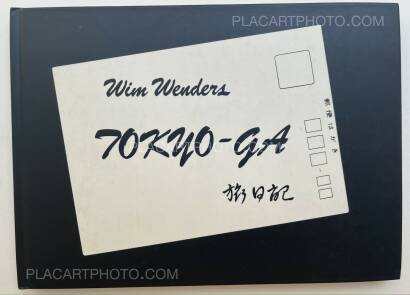 PLACARTPHOTO.COM
Wim Wenders
郵便はがき
TOKYO-GA
旅日記
PLACARTPHOTO.COM